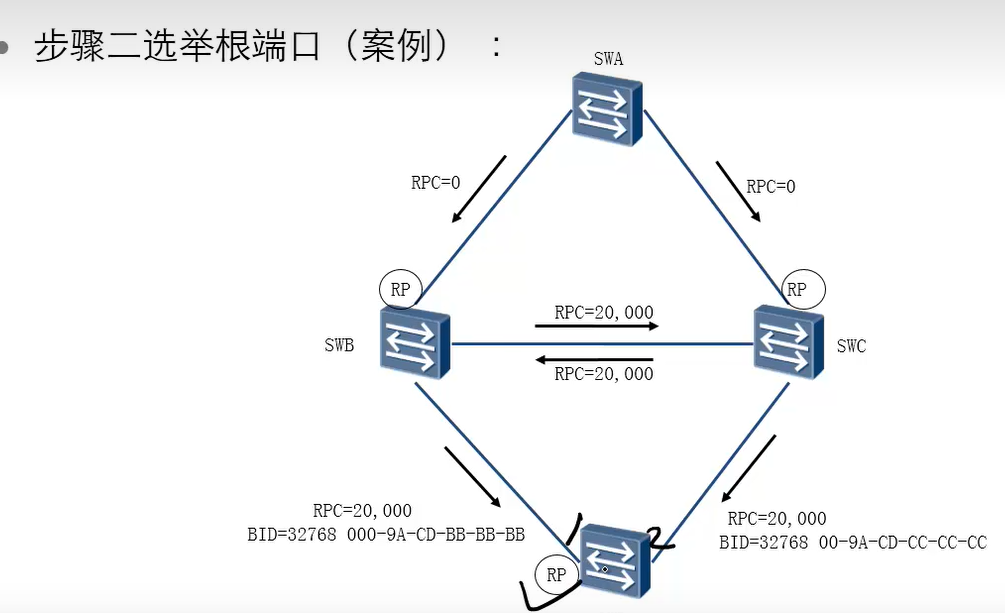 步骤二选举根端口（案例）：
SWA
RPC=0
RPC=0
RP
RP
RPC=20,000
SWB
SWC
RPC=20,000
RPC=20,000
BID=32768 000-9A-CD-BB-BB-BB
RPC=20,000
BID=32768 00-9A-CD-CC-CC-CC
1
2
RP